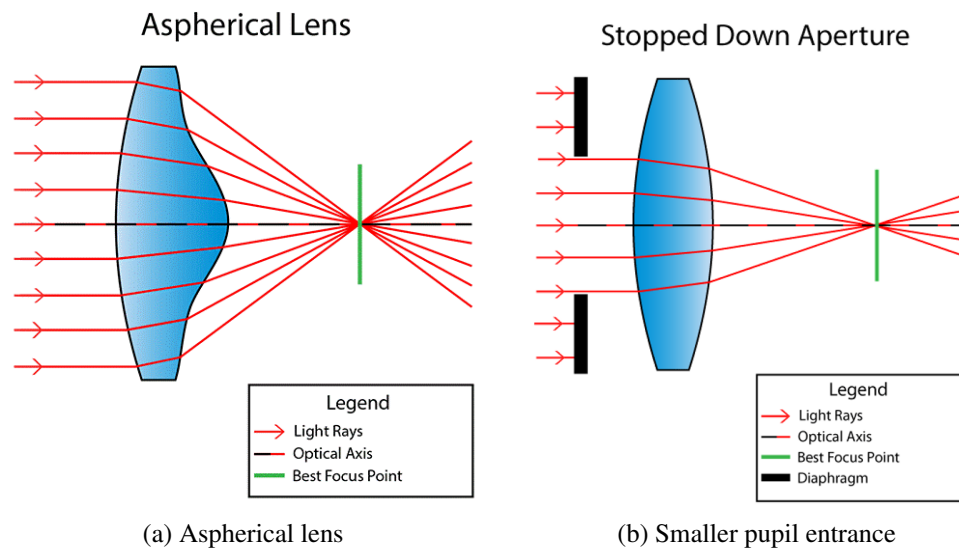 Aspherical Lens
Legend
Light Rays
Optical Axis
Best Focus Point
(a) Aspherical lens
Stopped Down Aperture
Legend
Light Rays
Optical Axis
Best Focus Point
Diaphragm
(b) Smaller pupil entrance